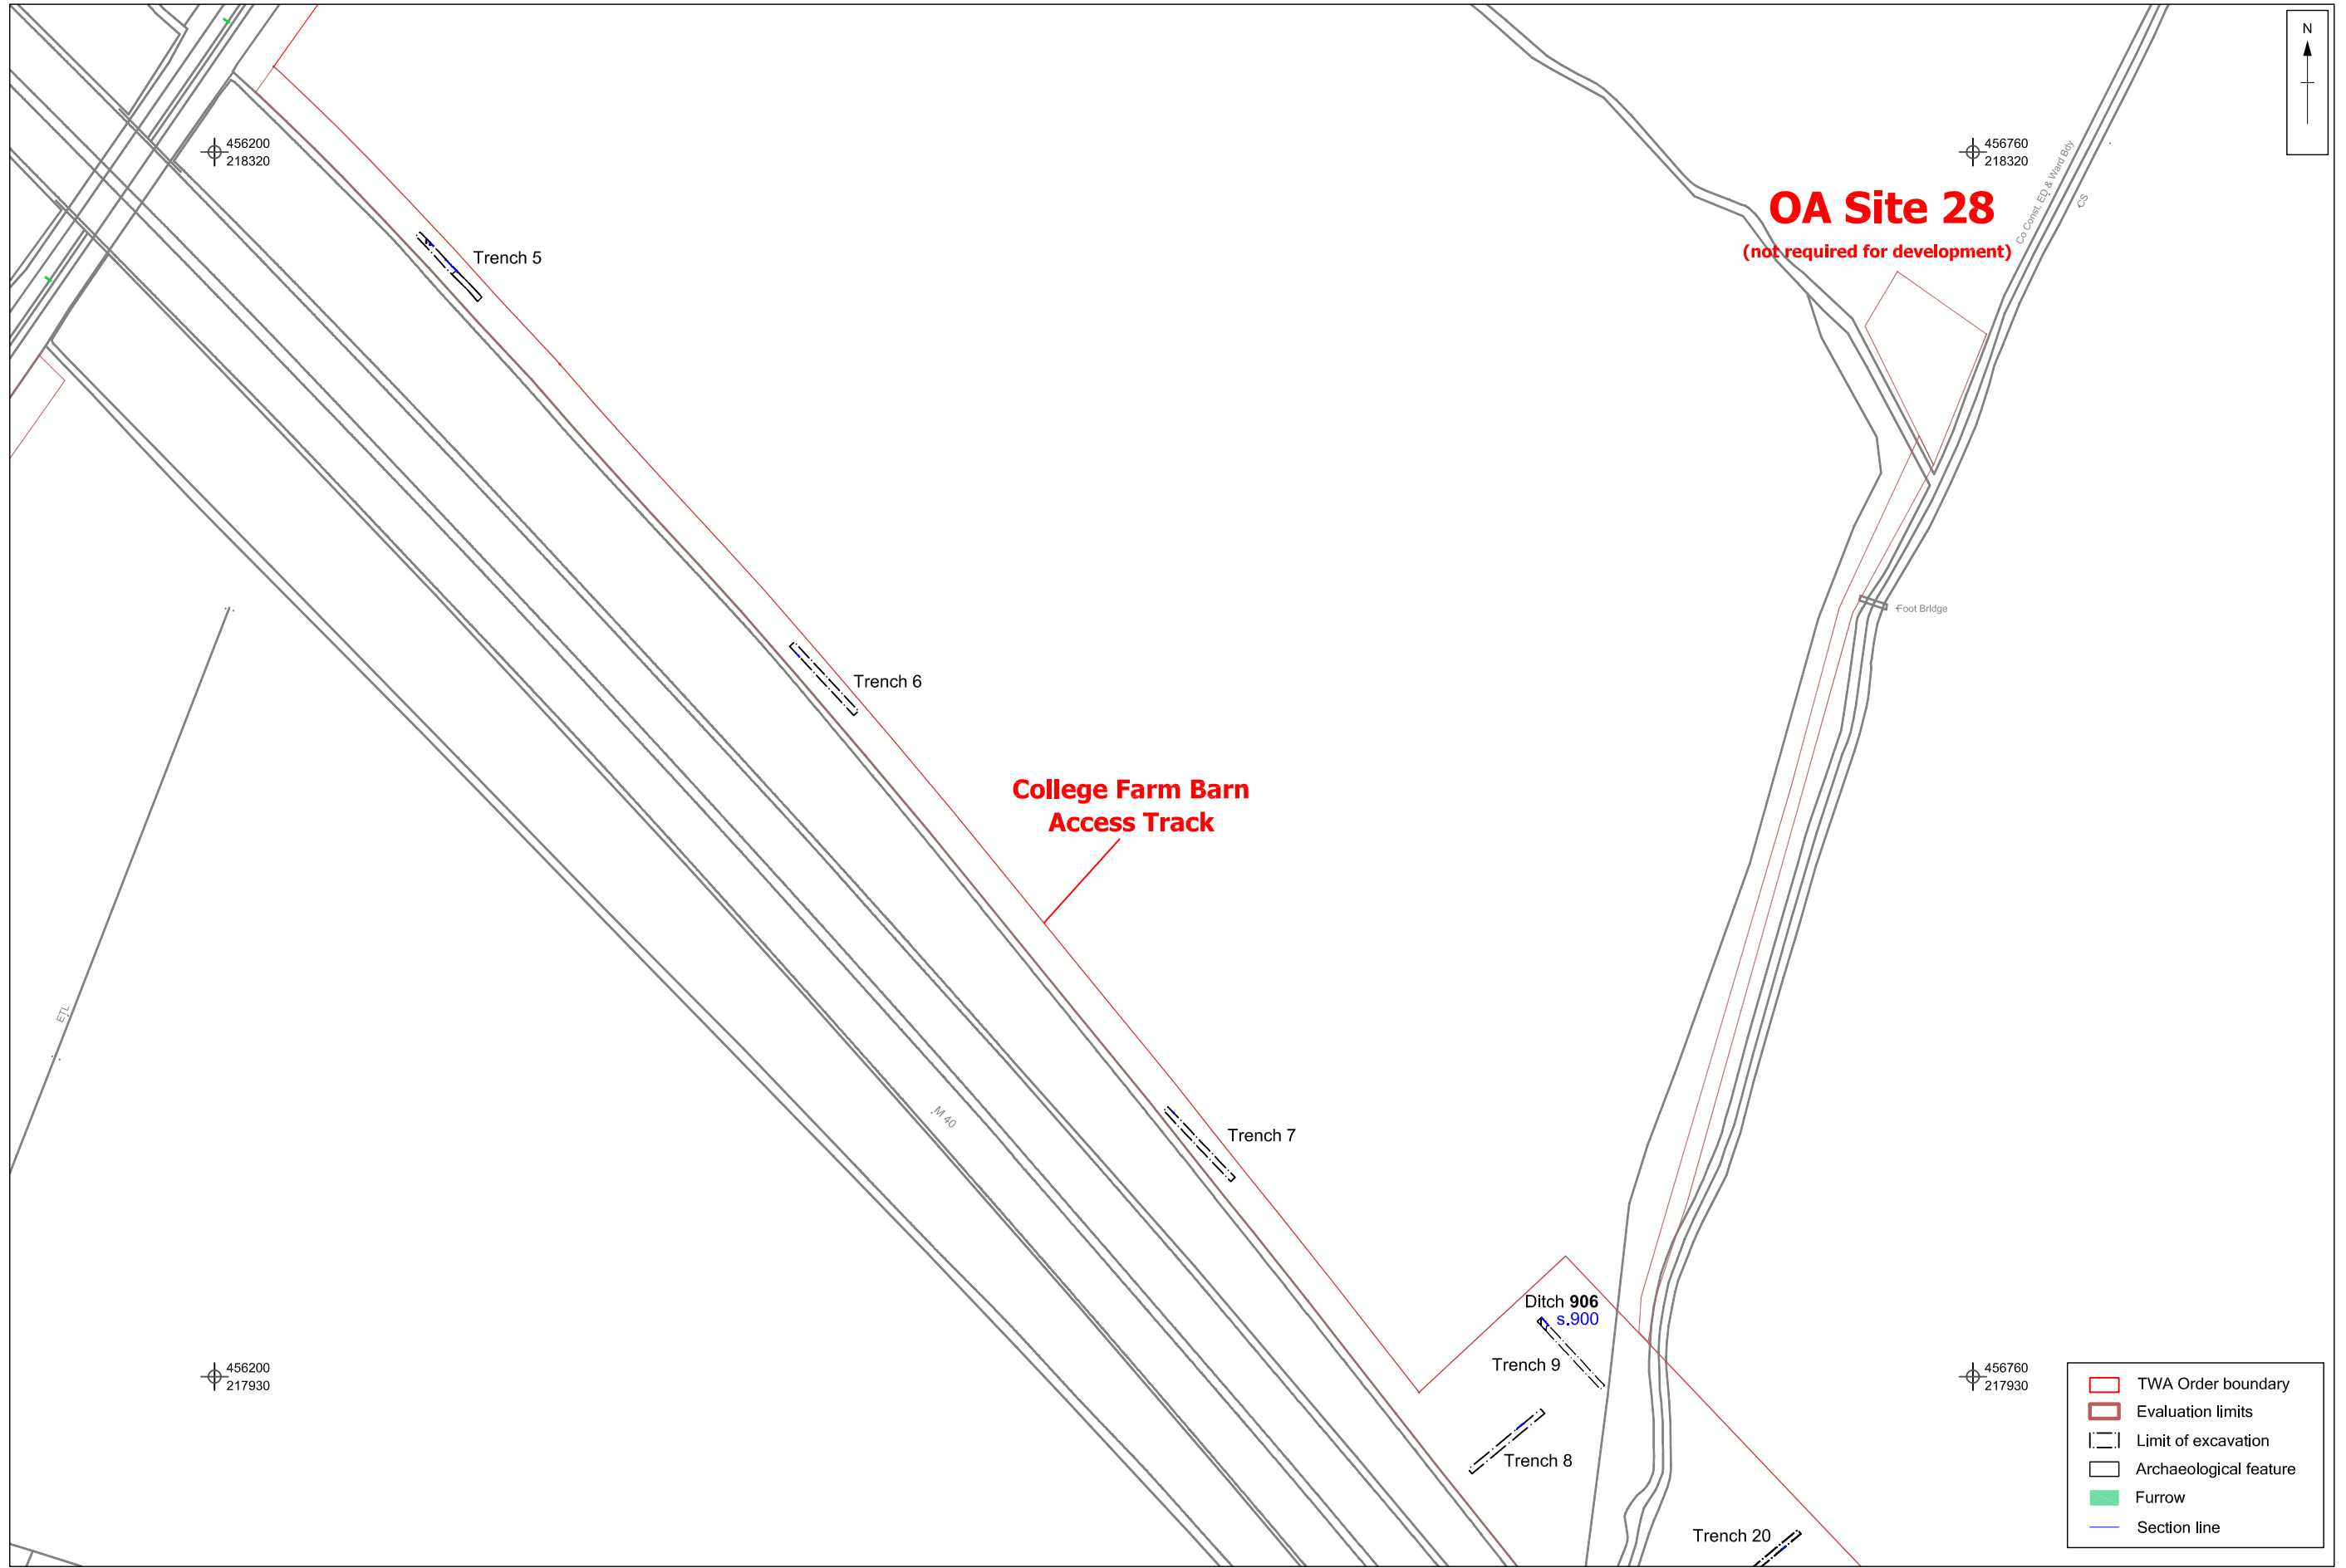 N
456200
218320
456760
218320
Co Const, ED & Ward Bdy
CS
OA Site 28
(not required for development)
Trench 5
Foot Bridge
Trench 6
College Farm Barn
Access Track
ETL
M 40
Trench 7
Ditch 906
s.900
Trench 9
456200
217930
456760
217930
Trench 8
Trench 20
TWA Order boundary
Evaluation limits
Limit of excavation
Archaeological feature
Furrow
Section line